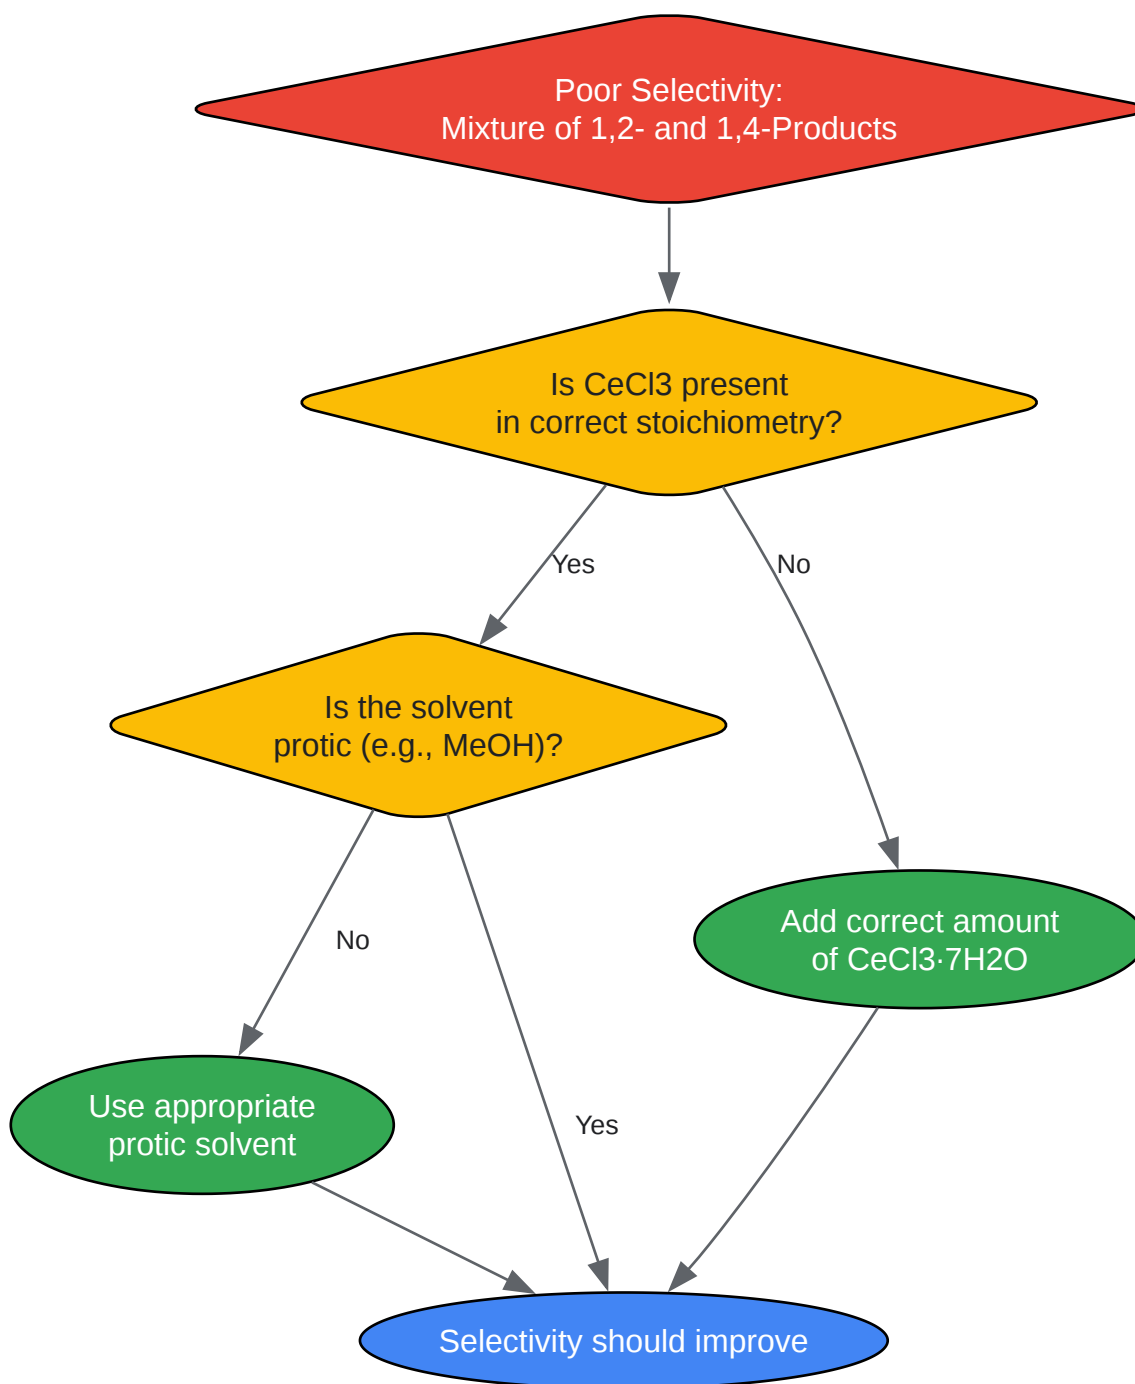 Poor Selectivity:
Mixture of 1,2- and 1,4-Products
Is CeCl3 present
in correct stoichiometry?
Yes
No
Is the solvent
protic (e.g., MeOH)?
Add correct amount
of CeCl3·7H2O
No
Use appropriate
protic solvent
Yes
Selectivity should improve